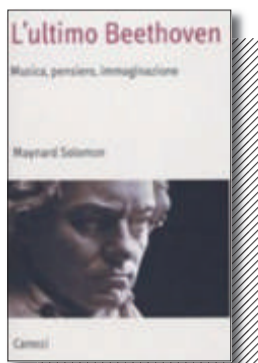 L'ultimo Beethoven
Musica, pensiero, immaginazione
Maynard Solomon
Carocci